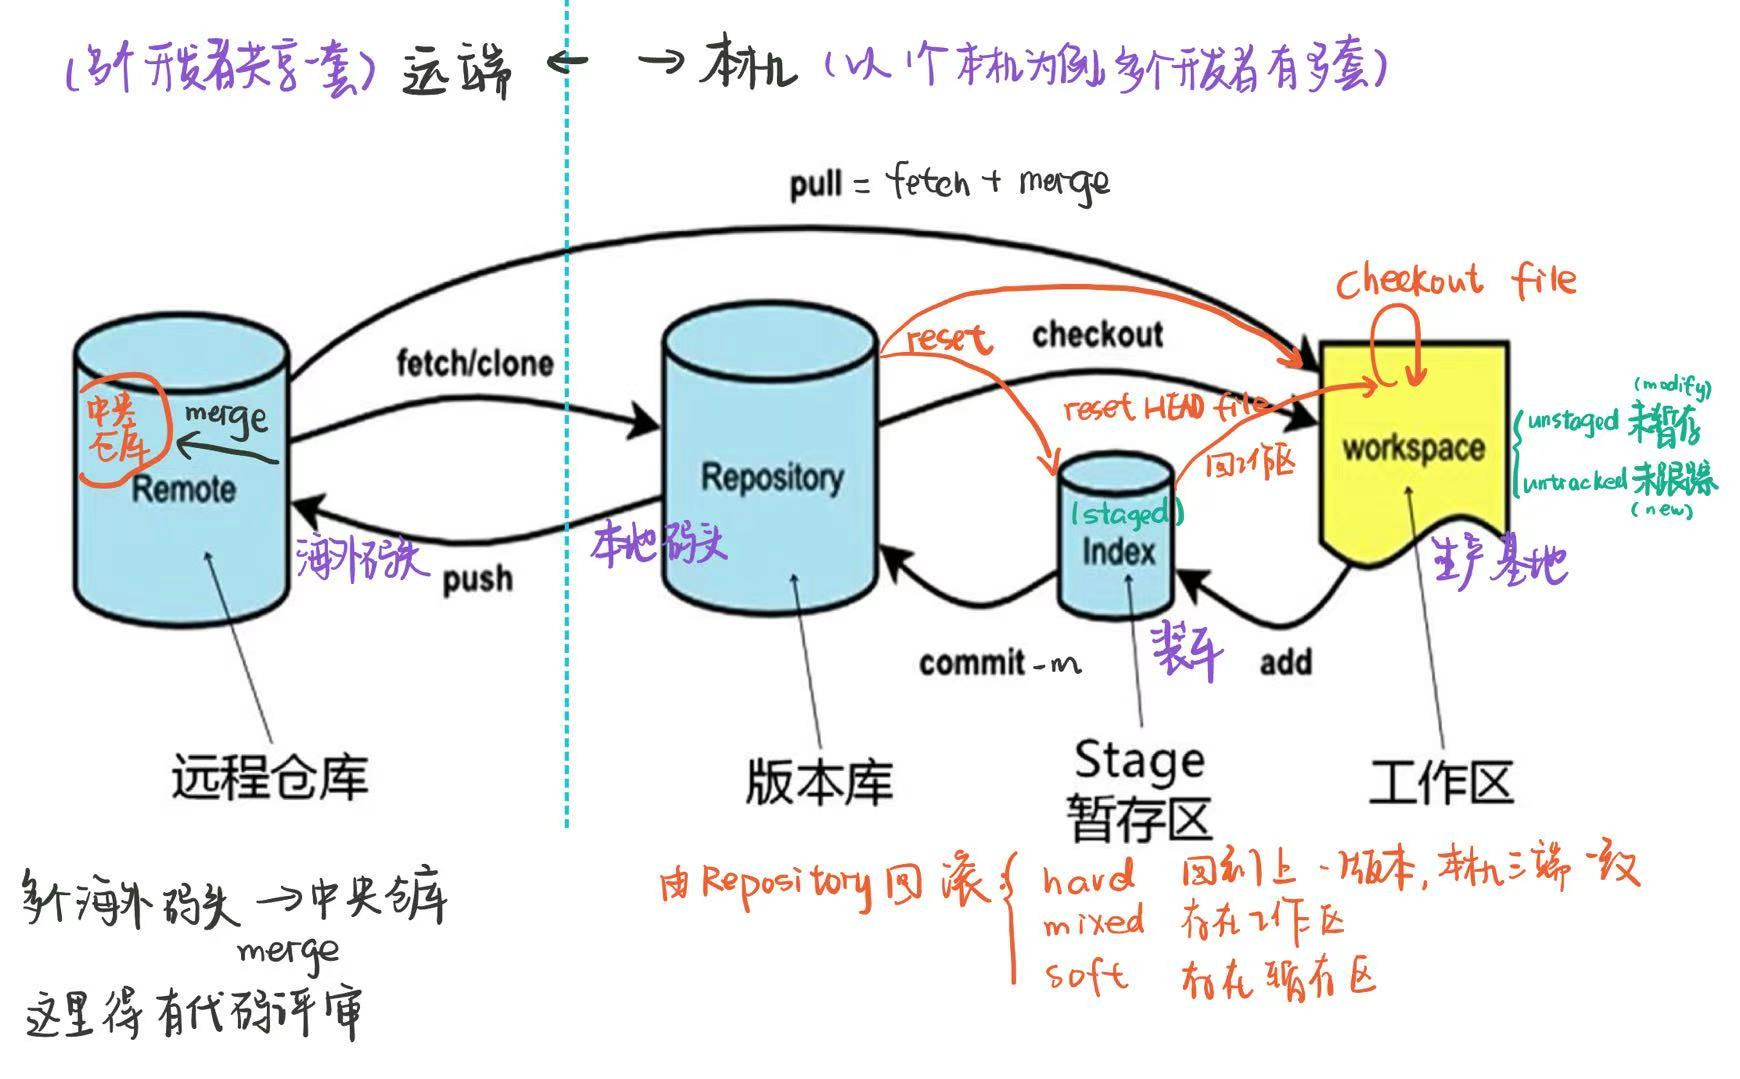 (多个开发者共享一套) 远端 ← → 本机 (以1个本机为例,多个开发者有多套)
pull = fetch + merge
checkout file
fetch/clone
reset
checkout
中央
仓库
merge
Remote
Repository
reset HEAD file
回工作区
workspace
(modify)
unstaged 未暂存
untracked 未跟踪
(new)
(staged)
Index
海外码头
本地码头
生产基地
push
commit -m
装车
add
远程仓库
版本库
Stage
暂存区
工作区
多个海外码头 → 中央仓库
merge
这里得有代码评审
由Repository回滚:
hard 回到上一版本,本机三端一致
mixed 存在工作区
soft 存在暂存区